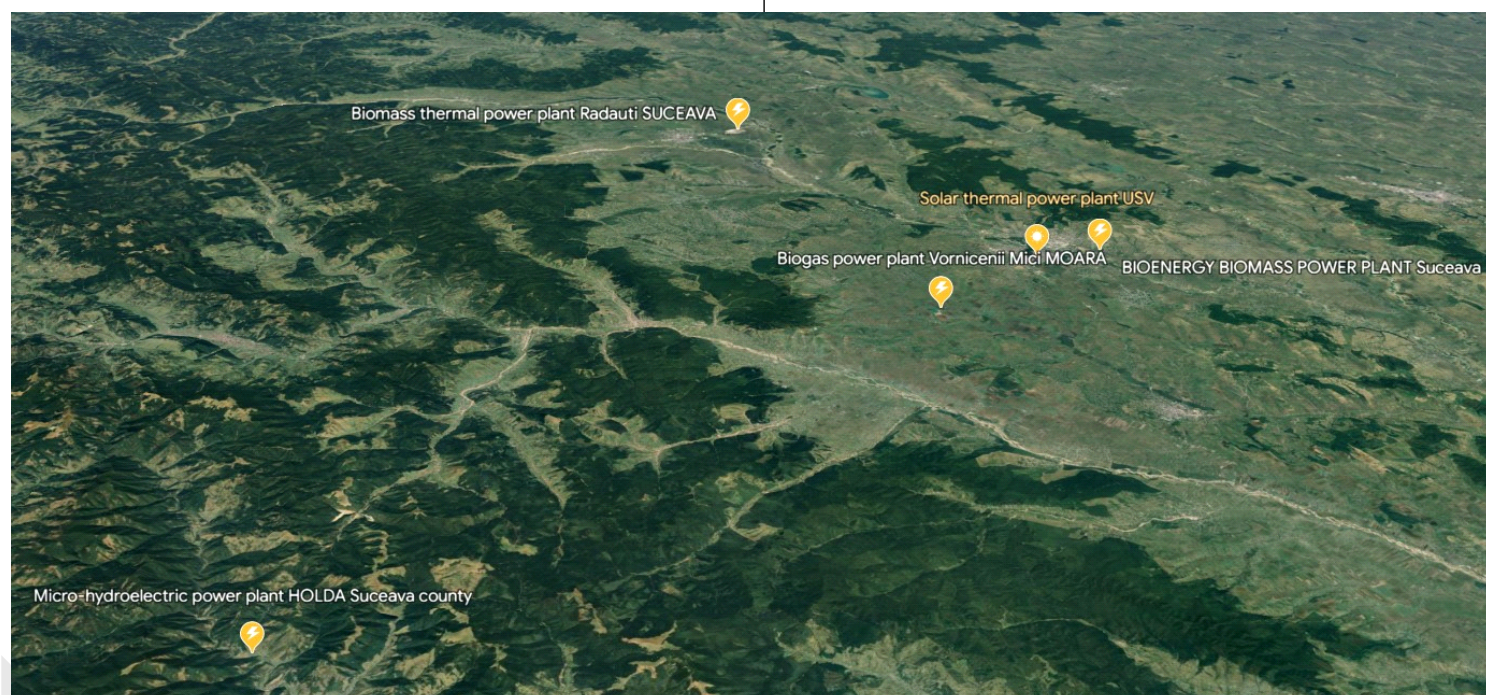 Biomass thermal power plant Radauti SUCEAVA
Solar thermal power plant USV
Biogas power plant Vornicenii Mici MOARA
BIOENERGY BIOMASS POWER PLANT Suceava
Micro-hydroelectric power plant HOLDA Suceava county